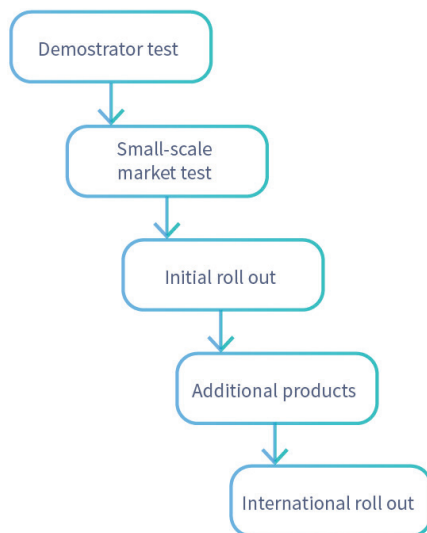 Demostrator test
Small-scale
market test
Initial roll out
Additional products
International roll out